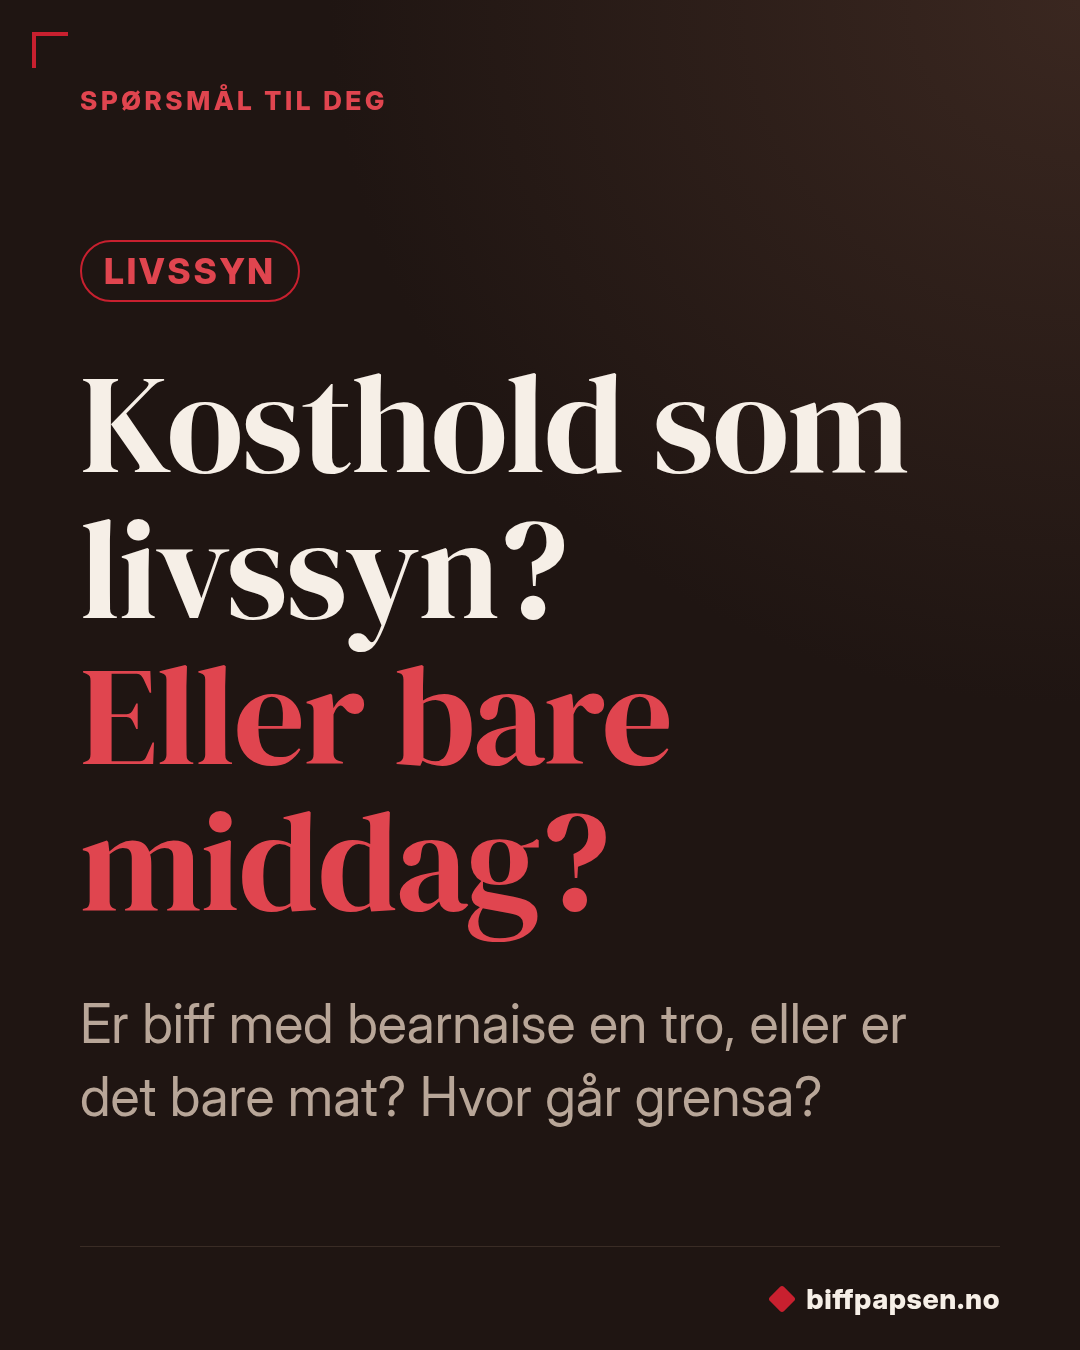 SPØRSMÅL TIL DEG
LIVSSYN
Kosthold som
livssyn?
Eller bare
middag?
Er biff med bearnaise en tro, eller er
det bare mat? Hvor går grensa?
biffpapsen.no